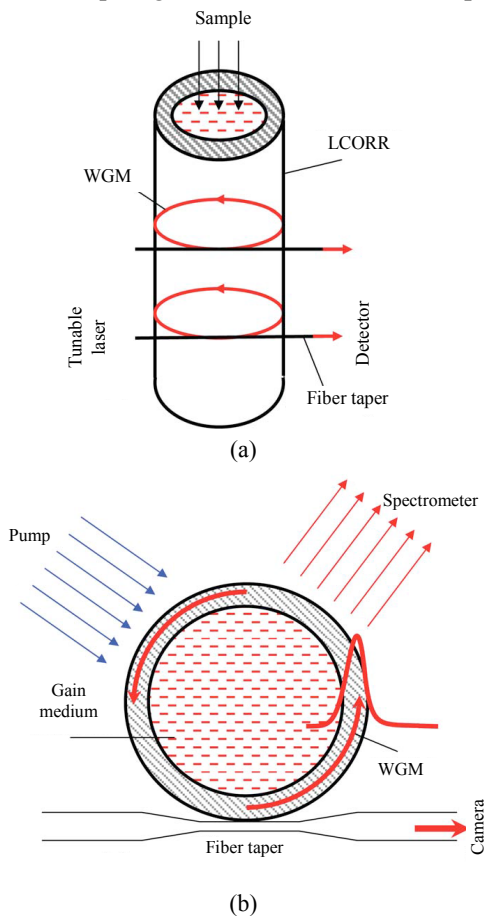 Sample
LCORR
WGM
Tunable
laser
Detector
Fiber taper
(a)
Spectrometer
Pump
Gain
medium
WGM
Camera
Fiber taper
(b)